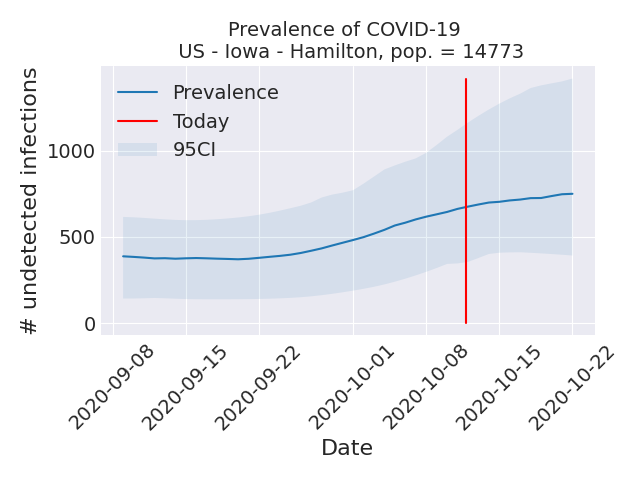 Prevalence of COVID-19
US - Iowa - Hamilton, pop. = 14773
# undetected infections
1000
500
0
Prevalence
Today
95CI
2020-09-08
2020-09-15
2020-09-22
2020-10-01
2020-10-08
2020-10-15
2020-10-22
Date